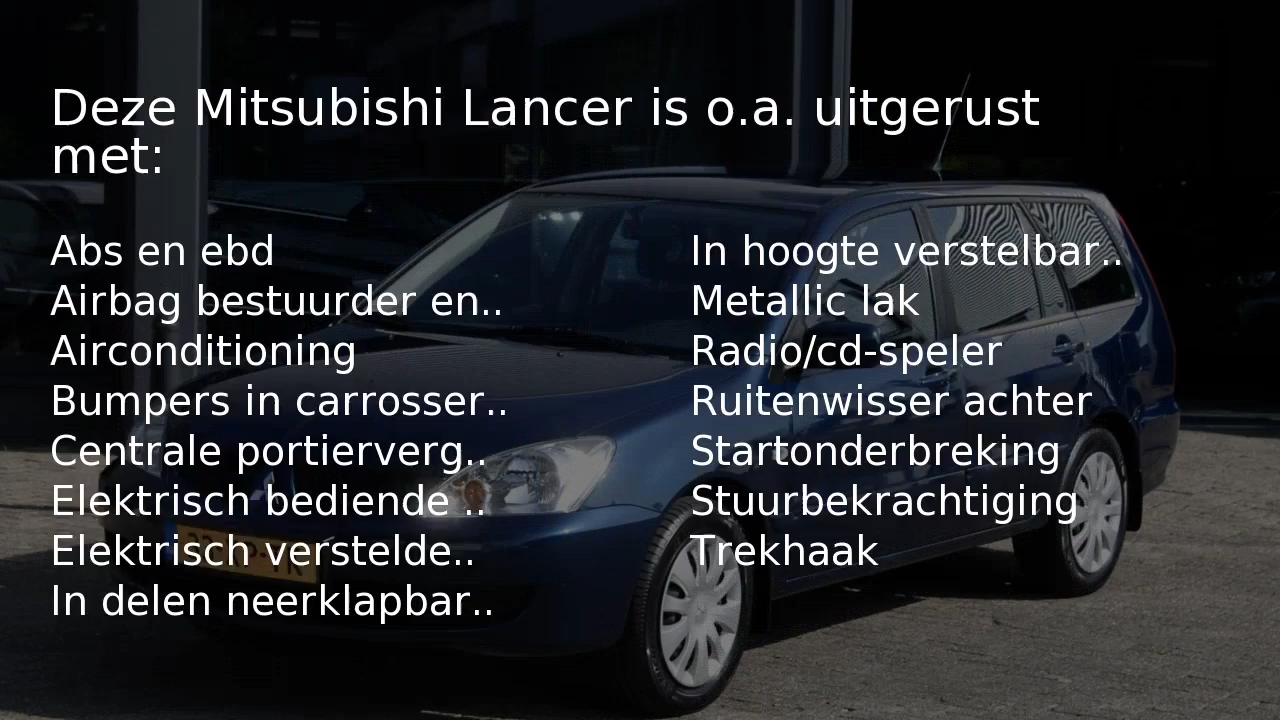 Deze Mitsubishi Lancer is o.a. uitgerust
met:
Abs en ebd
Airbag bestuurder en..
Airconditioning
Bumpers in carrosser..
Centrale portierverg..
Elektrisch bediende ..
Elektrisch verstelde..
In delen neerklapbar..
In hoogte verstelbar..
Metallic lak
Radio/cd-speler
Ruitenwisser achter
Startonderbreking
Stuurbekrachtiging
Trekhaak